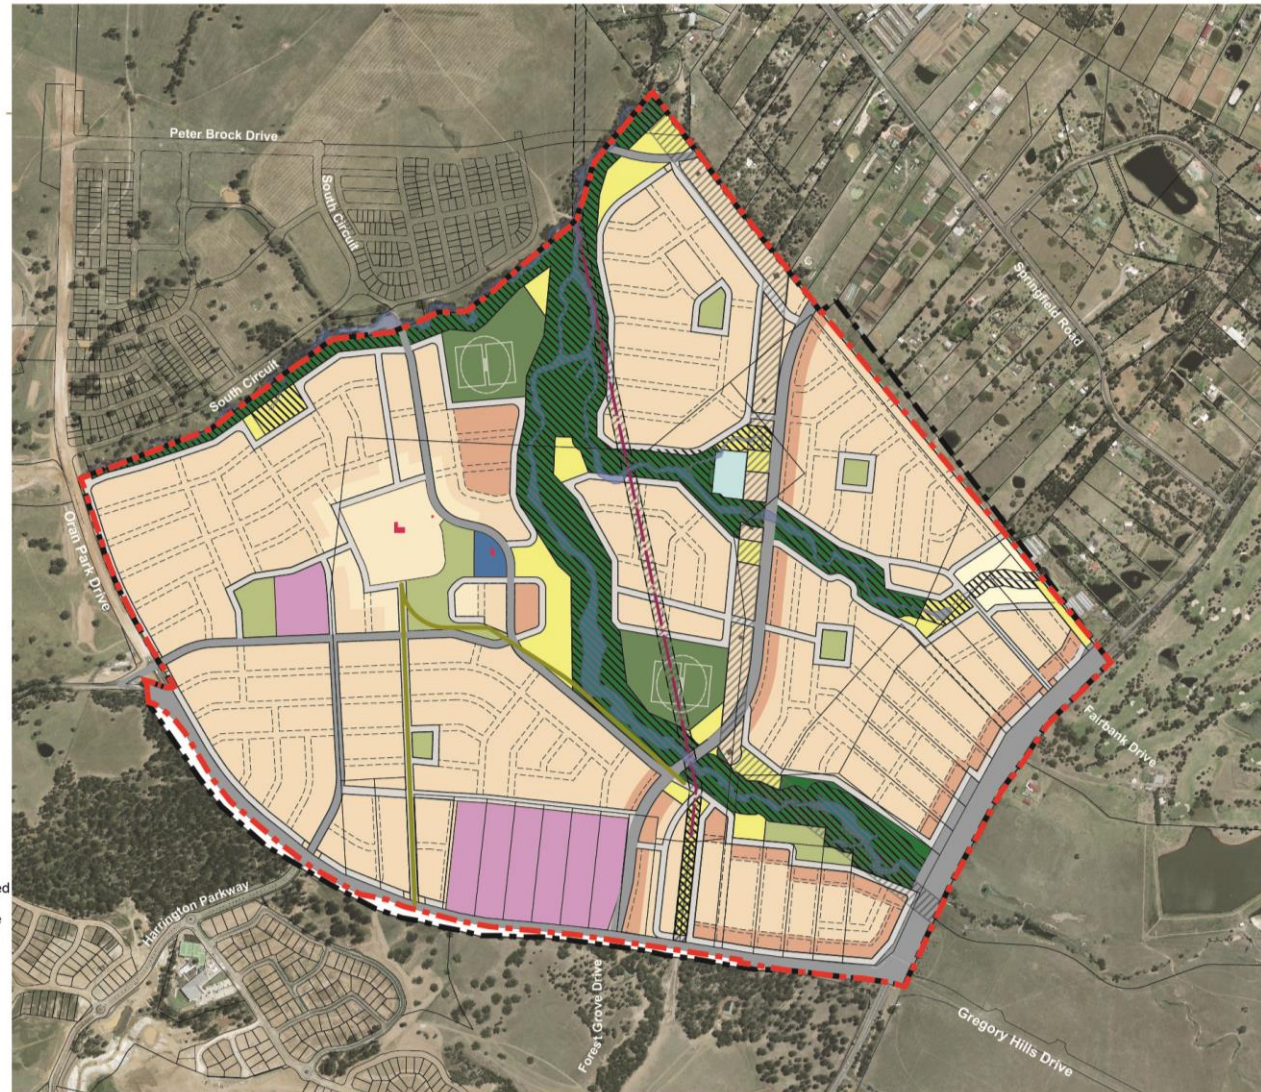 Peter Brock Drive
South Circuit
Springfield Road
South Circuit
Oran Park Drive
Fairbank Drive
ed
Harrington Parkway
Forest Grove Drive
Gregory Hills Drive